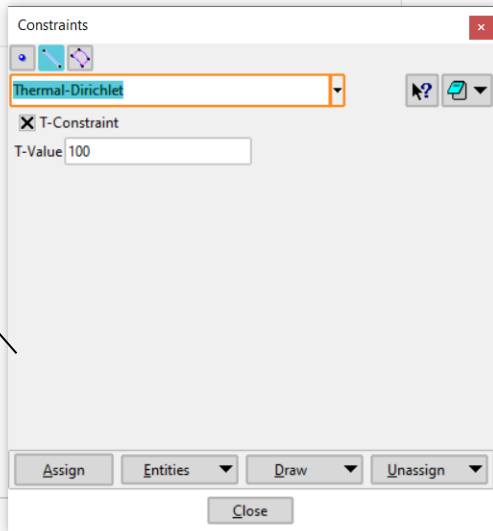 Constraints
Thermal-Dirichlet
T-Constraint
T-Value 100
Assign Entities Draw Unassign
Close